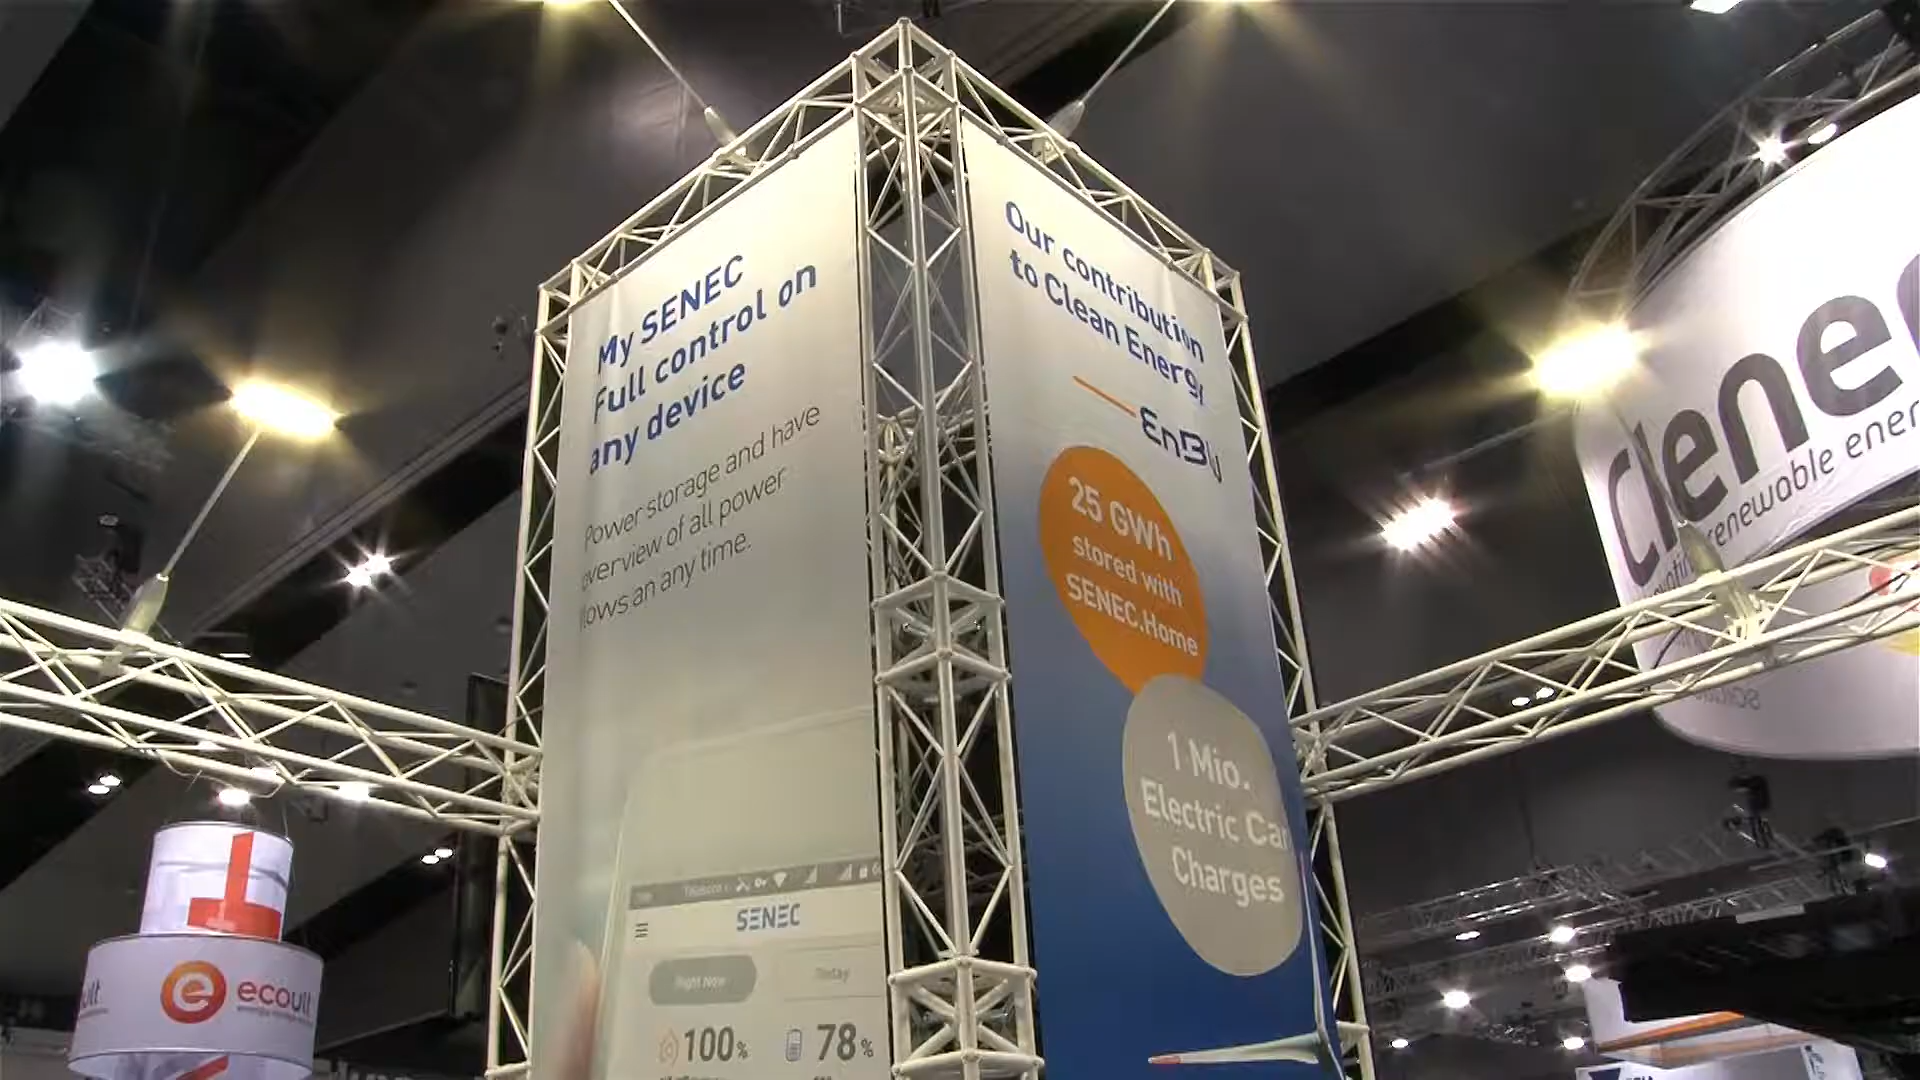 My SENEC
Full control on
any device
Power storage and have
overview of all power
flows an any time.
SENEC
Right Now
Today
100%
78%
Our contribution
to Clean Energy
EnBW
25 GWh
stored with
SENEC.Home
1 Mio.
Electric Car
Charges
Clene
renewable ener
ecoult